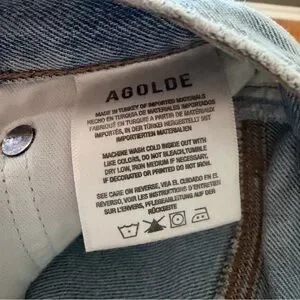 AGOLDE
MADE IN TURKEY OF IMPORTED MATERIALS
HECHO EN TURQUIA DE MATERIALES IMPORTADOS
FABRIQUÉ EN TURQUIE A PARTIR DE MATÉRIAUX
IMPORTÉS, IN DER TÜRKEI HERGESTELLT MIT
IMPORTIERTEN MATERIALIEN
MACHINE WASH COLD INSIDE OUT WITH
LIKE COLORS, DO NOT BLEACH, TUMBLE
DRY LOW, IRON MEDIUM IF NECESSARY,
IF DECORATED OR PRINTED DO NOT IRON.
SEE CARE ON REVERSE, VEA EL CUIDADO EN EL
REVERSO, VOIR LES INSTRUCTIONS D'ENTRETIEN
SUR L'ENVERS, PFLEGEANLEITUNG AUF DER
RÜCKSEITE